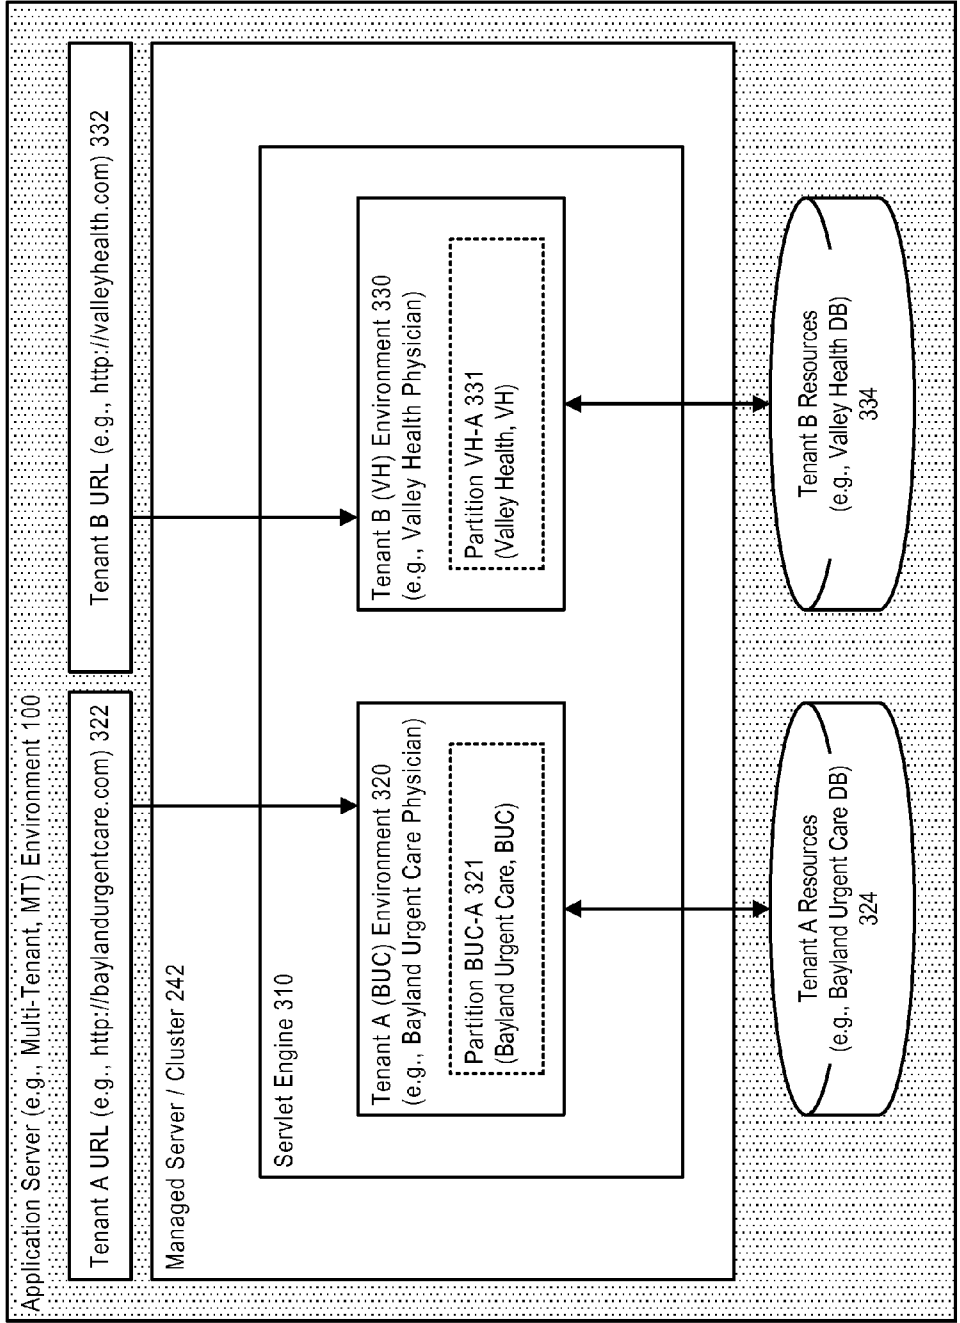 Application Server (e.g., Multi-Tenant, MT) Environment 100
Tenant A URL (e.g., http://baylandurgentcare.com) 322
Tenant B URL (e.g., http://valleyhealth.com) 332
Managed Server / Cluster 242
Servlet Engine 310
Tenant A (BUC) Environment 320
(e.g., Bayland Urgent Care Physician)
Partition BUC-A 321
(Bayland Urgent Care, BUC)
Tenant B (VH) Environment 330
(e.g., Valley Health Physician)
Partition VH-A 331
(Valley Health, VH)
Tenant A Resources
(e.g., Bayland Urgent Care DB)
324
Tenant B Resources
(e.g., Valley Health DB)
334